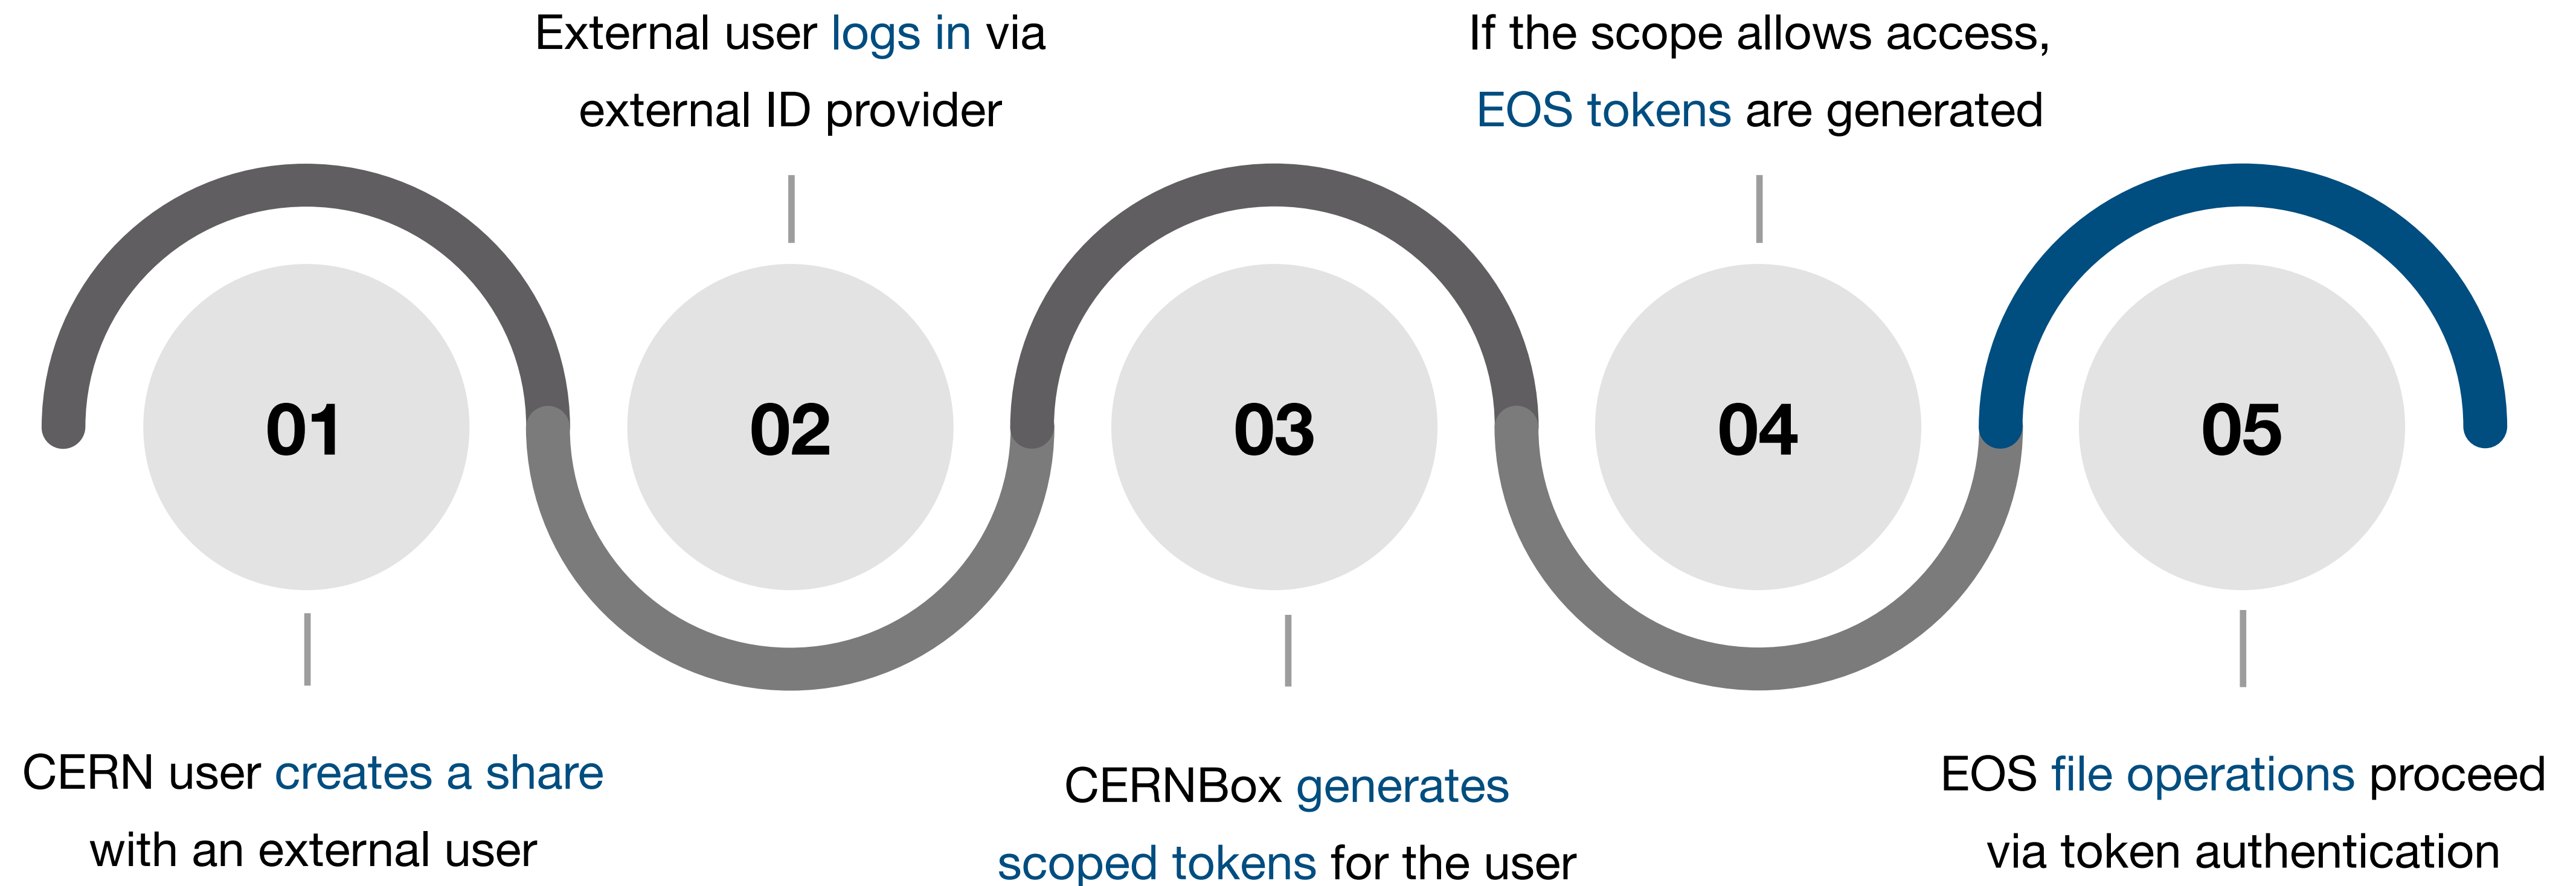 External user logs in via
external ID provider
If the scope allows access,
EOS tokens are generated
01
02
03
04
05
CERN user creates a share
with an external user
CERNBox generates
scoped tokens for the user
EOS file operations proceed
via token authentication